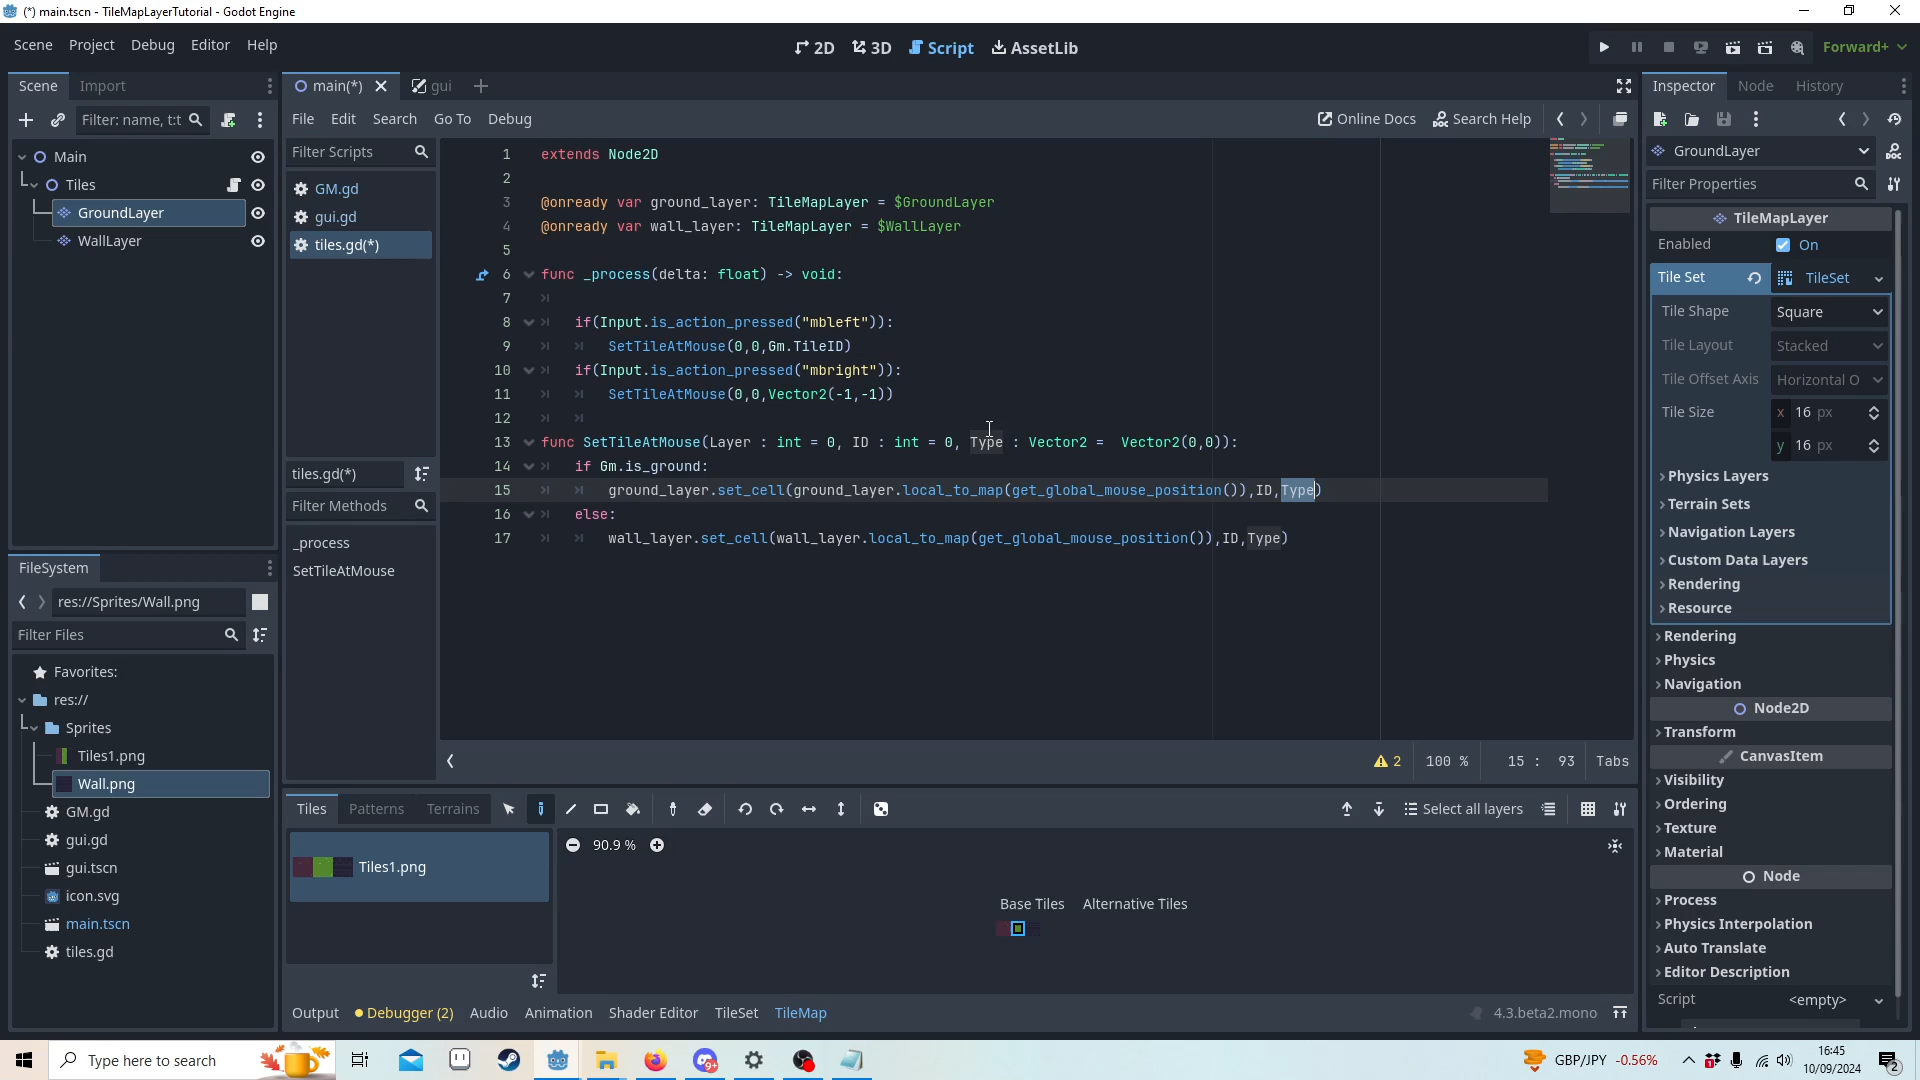 (*) main.tscn - TileMapLayerTutorial - Godot Engine
Scene Project Debug Editor Help
2D 3D Script AssetLib
Forward+
Scene Import
main(*) gui
Inspector Node History
Filter: name, t:t
File Edit Search Go To Debug
Online Docs Search Help
Filter Scripts
GM.gd
gui.gd
tiles.gd(*)
tiles.gd(*)
Filter Methods
_process
SetTileAtMouse
Main
Tiles
GroundLayer
WallLayer
1 extends Node2D
2
3 @onready var ground_layer: TileMapLayer = $GroundLayer
4 @onready var wall_layer: TileMapLayer = $WallLayer
5
6 func _process(delta: float) -> void:
7
8 if(Input.is_action_pressed("mbleft")):
9 SetTileAtMouse(0,0,Gm.TileID)
10 if(Input.is_action_pressed("mbright")):
11 SetTileAtMouse(0,0,Vector2(-1,-1))
12
13 func SetTileAtMouse(Layer : int = 0, ID : int = 0, Type : Vector2 =  Vector2(0,0)):
14 if Gm.is_ground:
15 ground_layer.set_cell(ground_layer.local_to_map(get_global_mouse_position()),ID,Type)
16 else:
17 wall_layer.set_cell(wall_layer.local_to_map(get_global_mouse_position()),ID,Type)
2 100 % 15 : 93 Tabs
GroundLayer
Filter Properties
TileMapLayer
Enabled On
Tile Set TileSet
Tile Shape Square
Tile Layout Stacked
Tile Offset Axis Horizontal O
Tile Size x 16 px
y 16 px
Physics Layers
Terrain Sets
Navigation Layers
Custom Data Layers
Rendering
Resource
Rendering
Physics
Navigation
Node2D
Transform
CanvasItem
Visibility
Ordering
Texture
Material
Node
Process
Physics Interpolation
Auto Translate
Editor Description
Script <empty>
FileSystem
res://Sprites/Wall.png
Filter Files
Favorites:
res://
Sprites
Tiles1.png
Wall.png
GM.gd
gui.gd
gui.tscn
icon.svg
main.tscn
tiles.gd
Tiles Patterns Terrains
Select all layers
Tiles1.png
90.9 %
Base Tiles Alternative Tiles
Output Debugger (2) Audio Animation Shader Editor TileSet TileMap
4.3.beta2.mono
Type here to search
9+
GBP/JPY -0.56%
16:45
10/09/2024
2